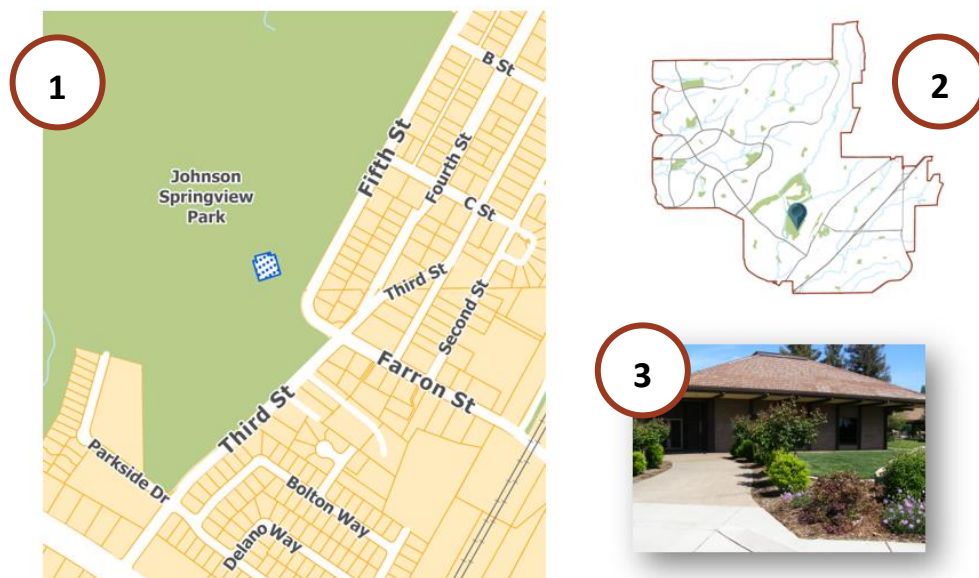 1
2
3
Johnson
Springview
Park
B St
Fifth St
Fourth St
C St
Third St
Second St
Farron St
Third St
Parkside Dr
Bolton Way
Delano Way